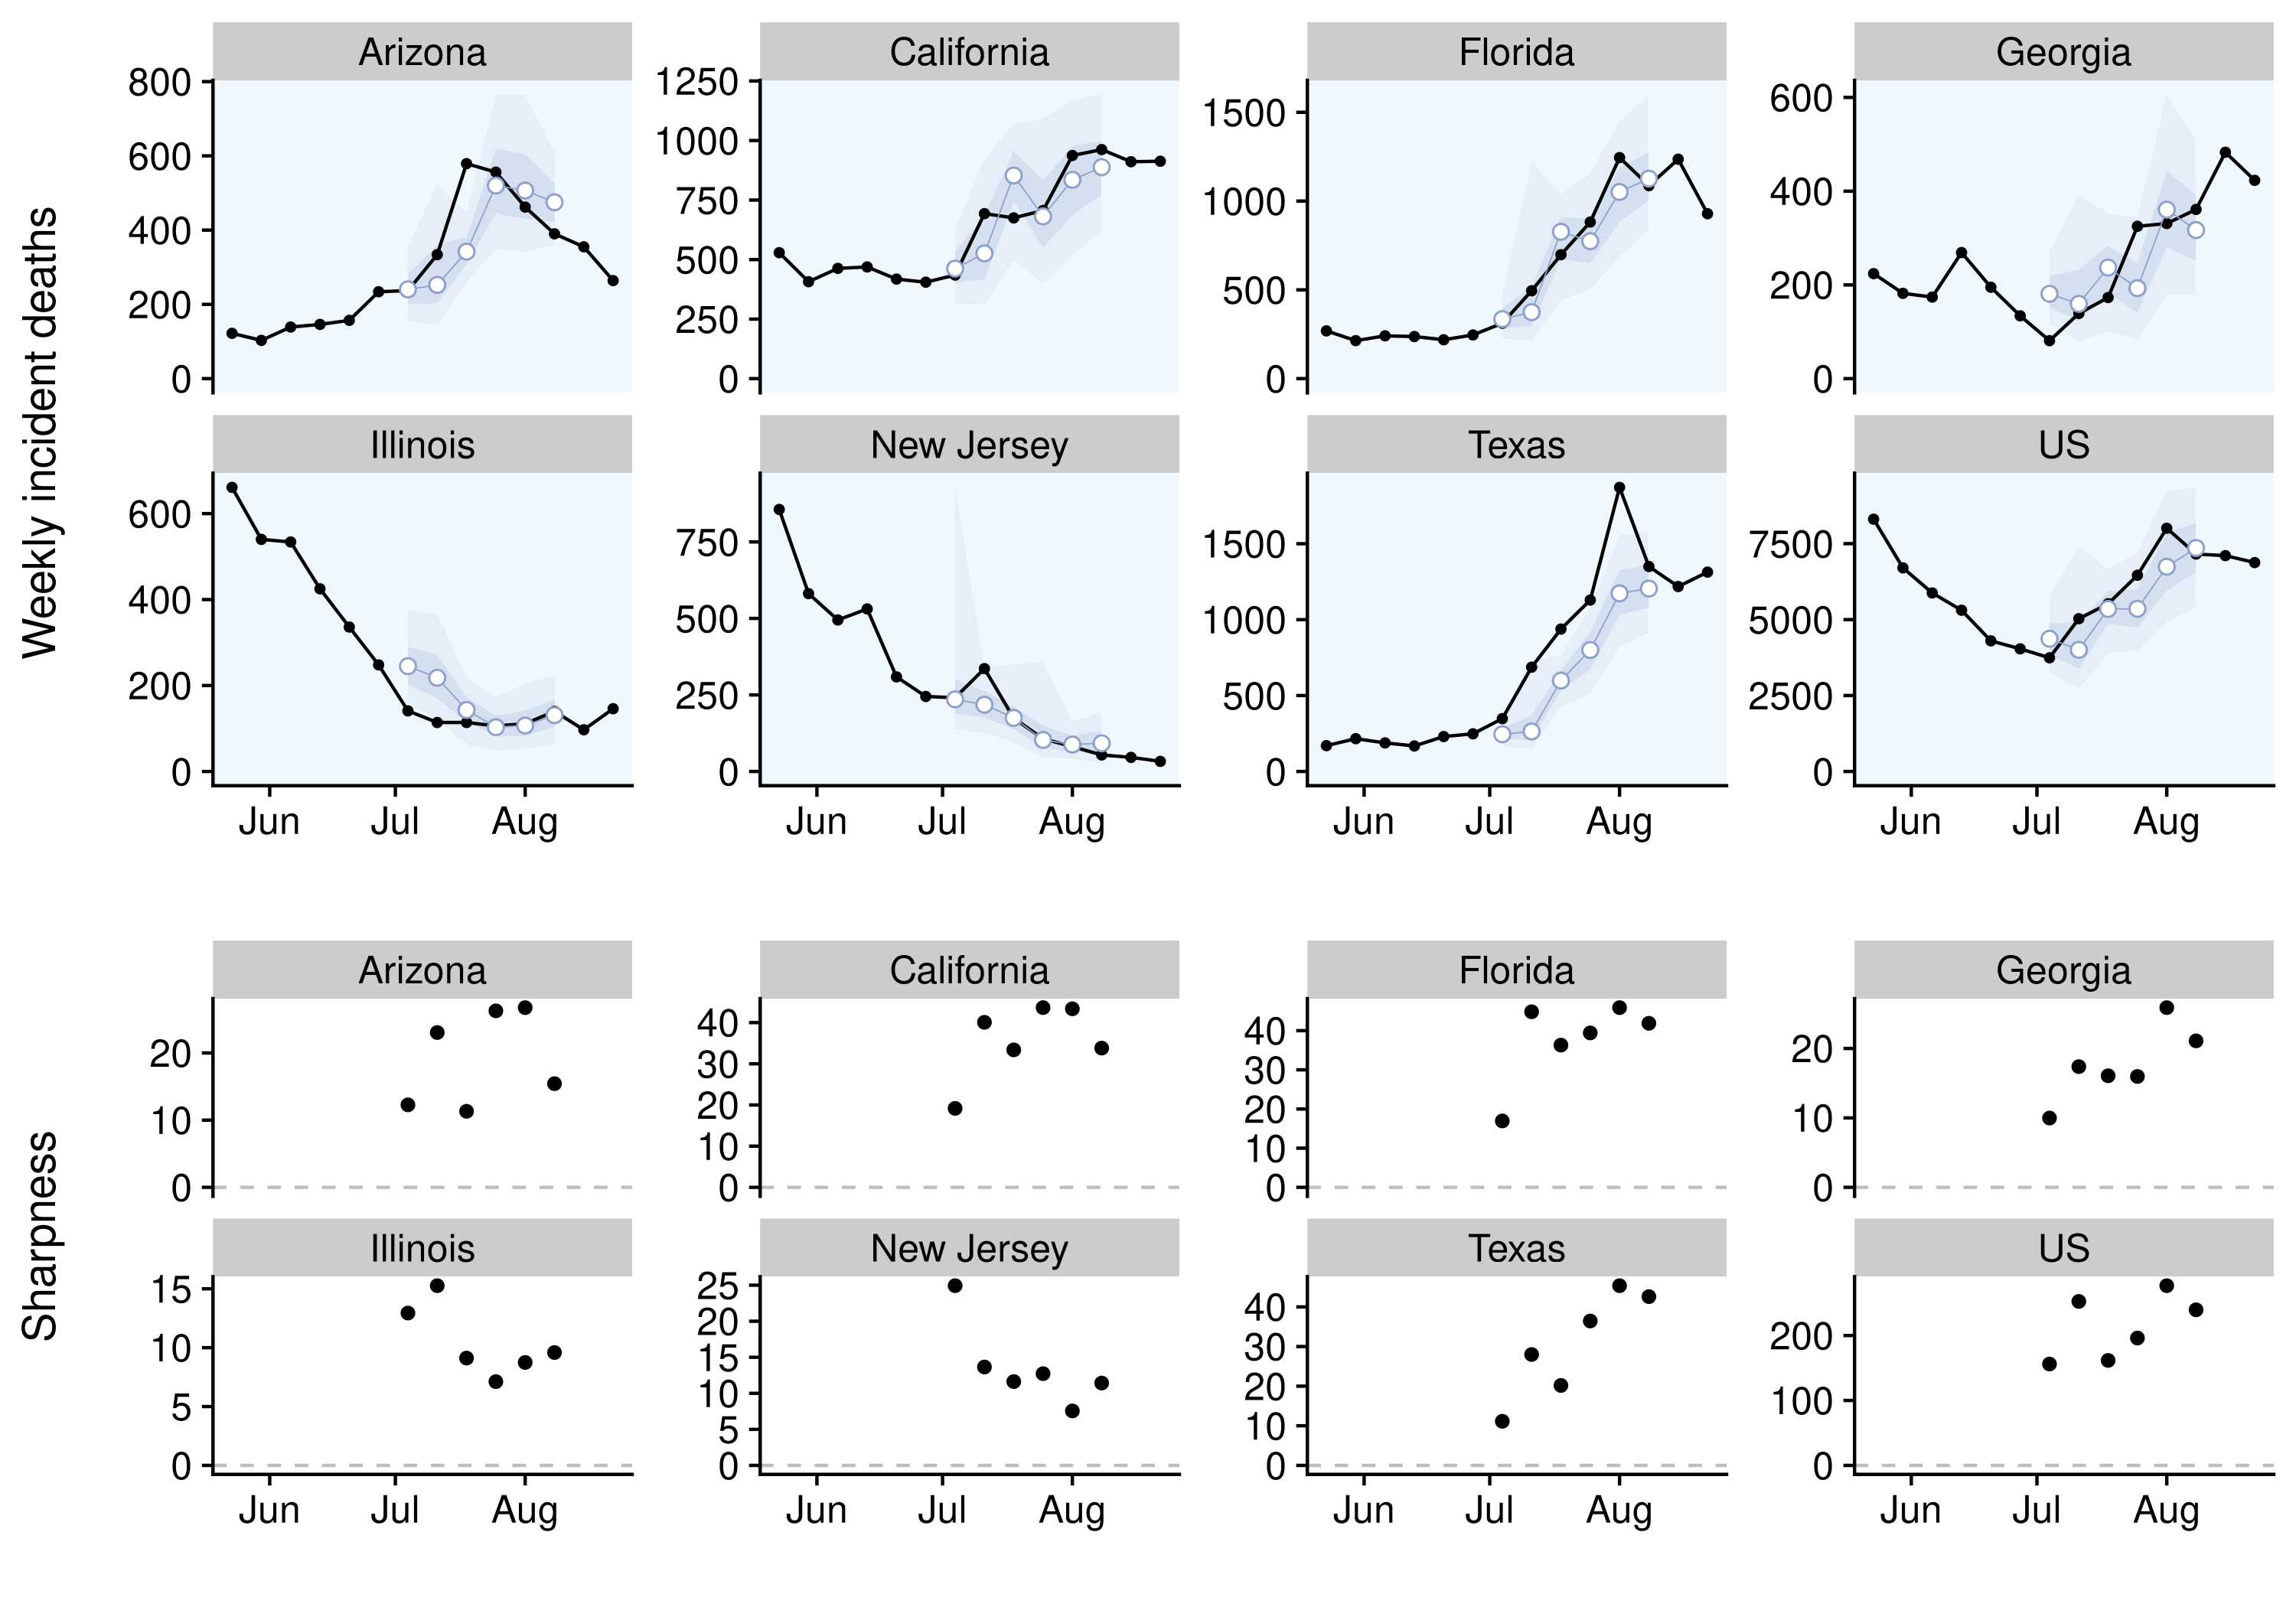 Weekly incident deaths
Arizona California Florida Georgia
800 600 400 200 0
1250 1000 750 500 250 0
1500 1000 500 0
600 400 200 0
Illinois New Jersey Texas US
600 400 200 0
750 500 250 0
1500 1000 500 0
7500 5000 2500 0
Jun Jul Aug Jun Jul Aug Jun Jul Aug Jun Jul Aug
Sharpness
Arizona California Florida Georgia
20 10 0
40 30 20 10 0
40 30 20 10 0
20 10 0
Illinois New Jersey Texas US
15 10 5 0
25 20 15 10 5 0
40 30 20 10 0
200 100 0
Jun Jul Aug Jun Jul Aug Jun Jul Aug Jun Jul Aug